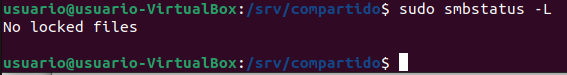 usuario@usuario-VirtualBox:/srv/compartido$ sudo smbstatus -L
No locked files

usuario@usuario-VirtualBox:/srv/compartido$